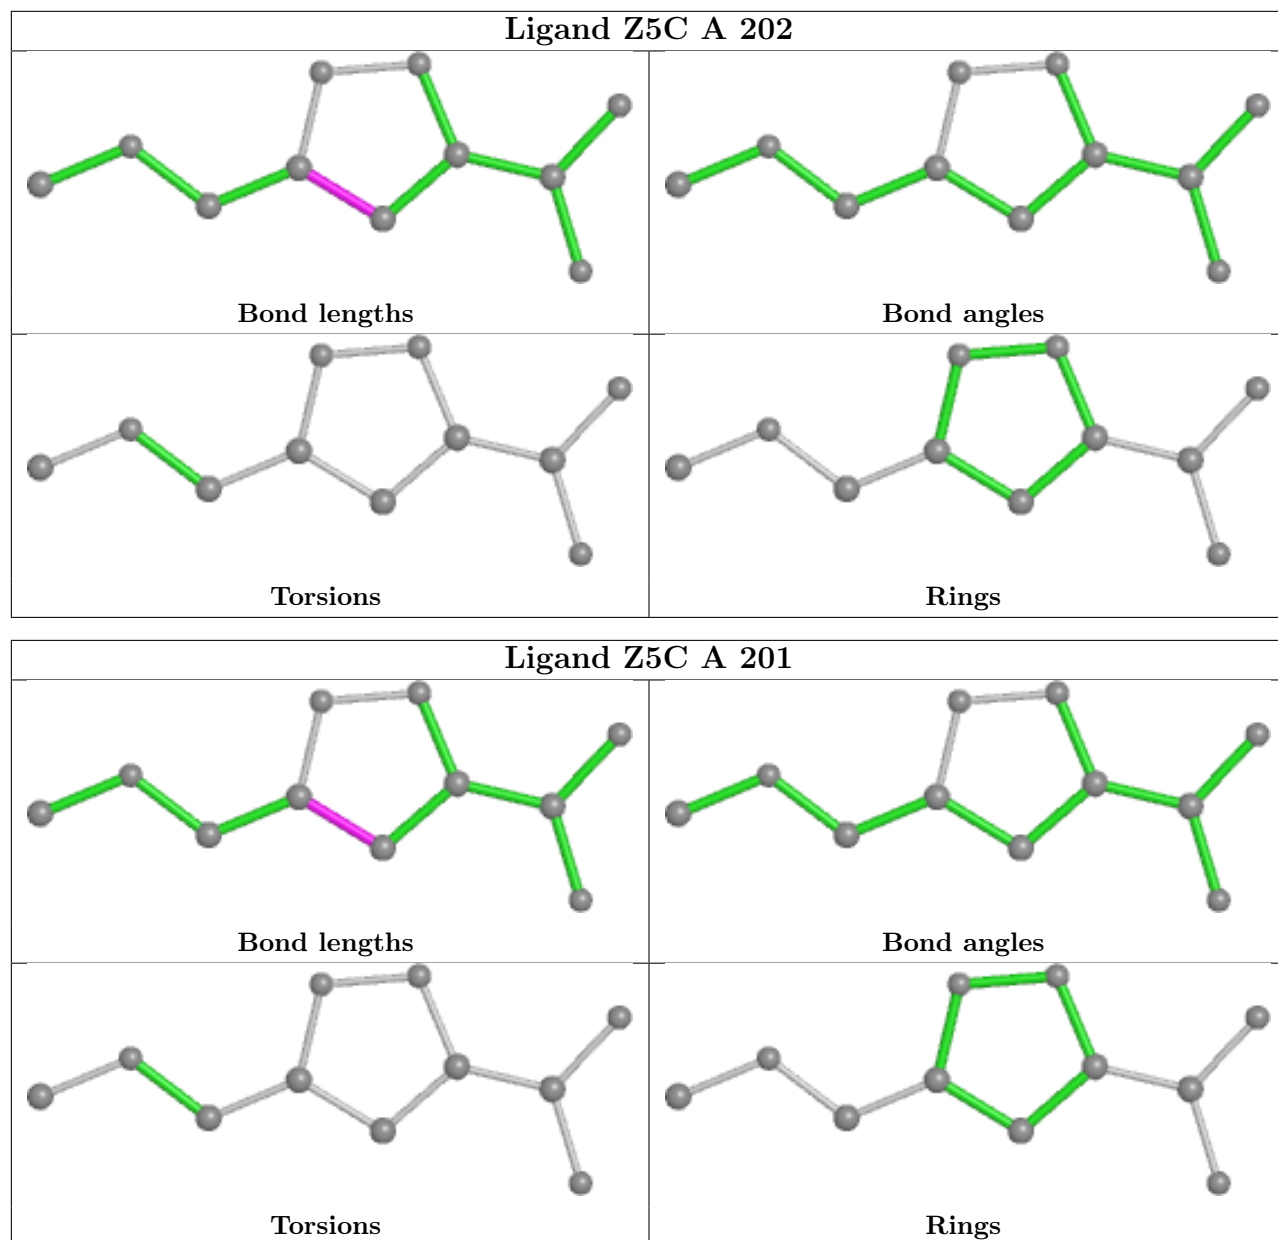 Ligand Z5C A 202
Bond lengths
Bond angles
Torsions
Rings
Ligand Z5C A 201
Bond lengths
Bond angles
Torsions
Rings